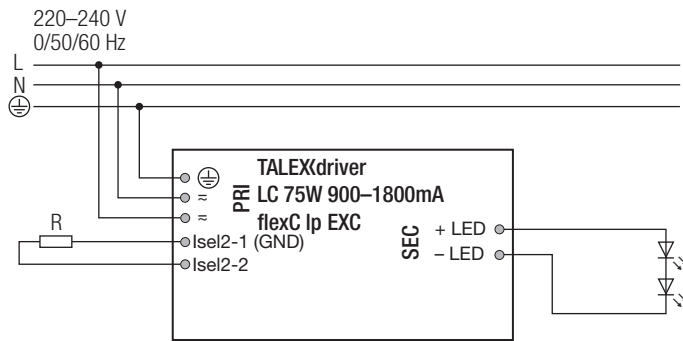 220–240 V
0/50/60 Hz
L
N
TALEXdriver
LC 75W 900–1800mA
flexC lp EXC
PRI
≂
≂
R
Isel2-1 (GND)
Isel2-2
SEC
+ LED
– LED